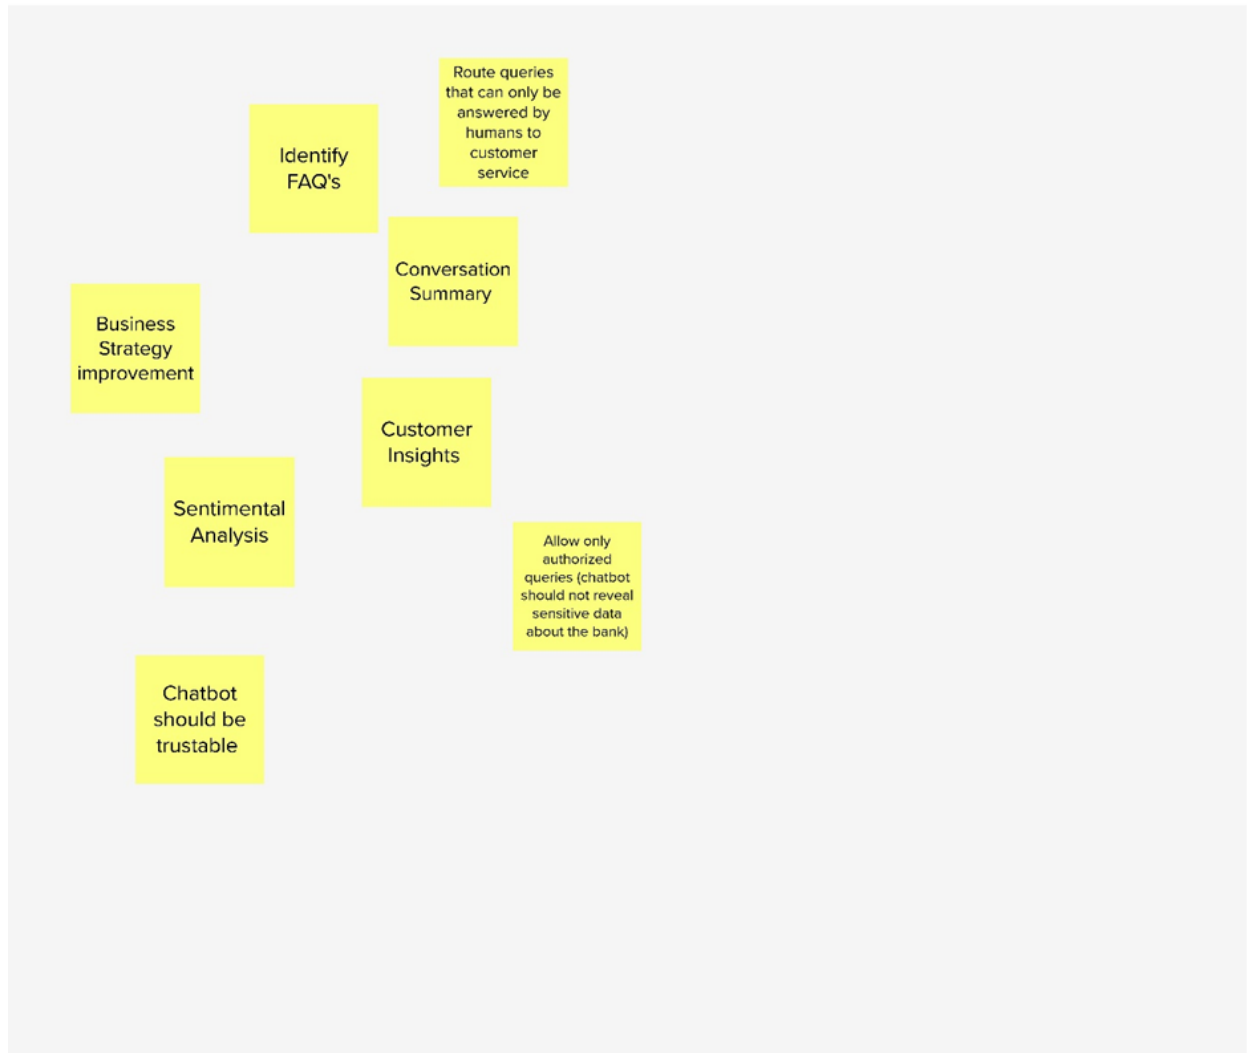 Route queries
that can only be
answered by
humans to
customer
service
Identify
FAQ's
Conversation
Summary
Business
Strategy
improvement
Customer
Insights
Sentimental
Analysis
Allow only
authorized
queries (chatbot
should not reveal
sensitive data
about the bank)
Chatbot
should be
trustable